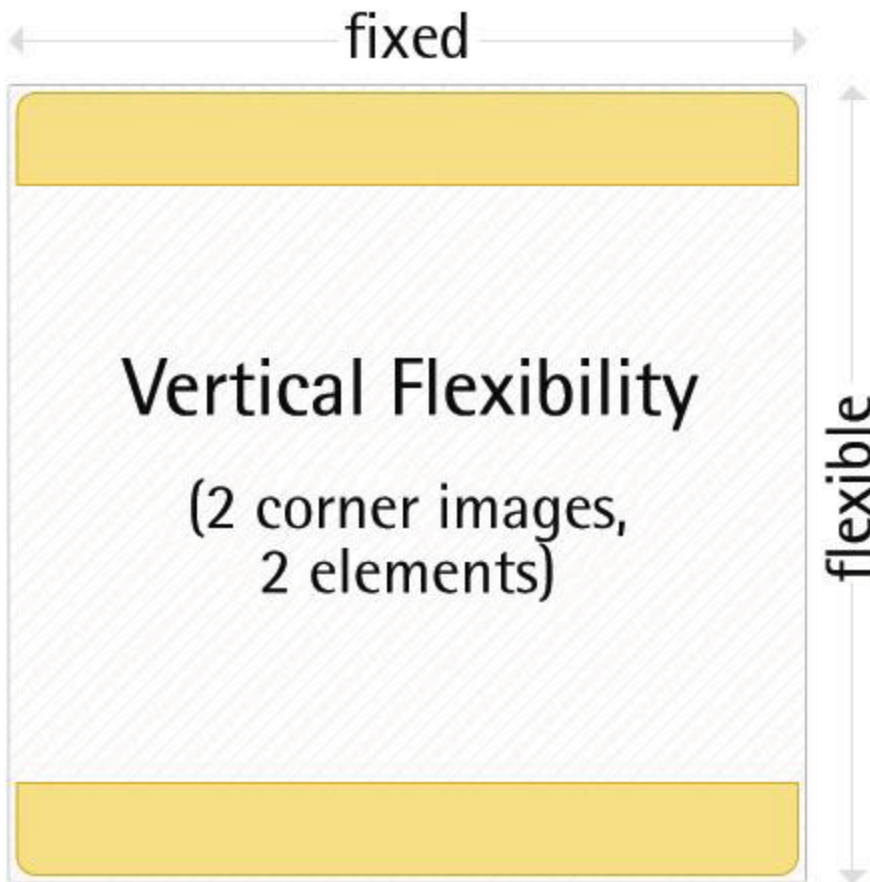 fixed
Vertical Flexibility
(2 corner images,
2 elements)
flexible